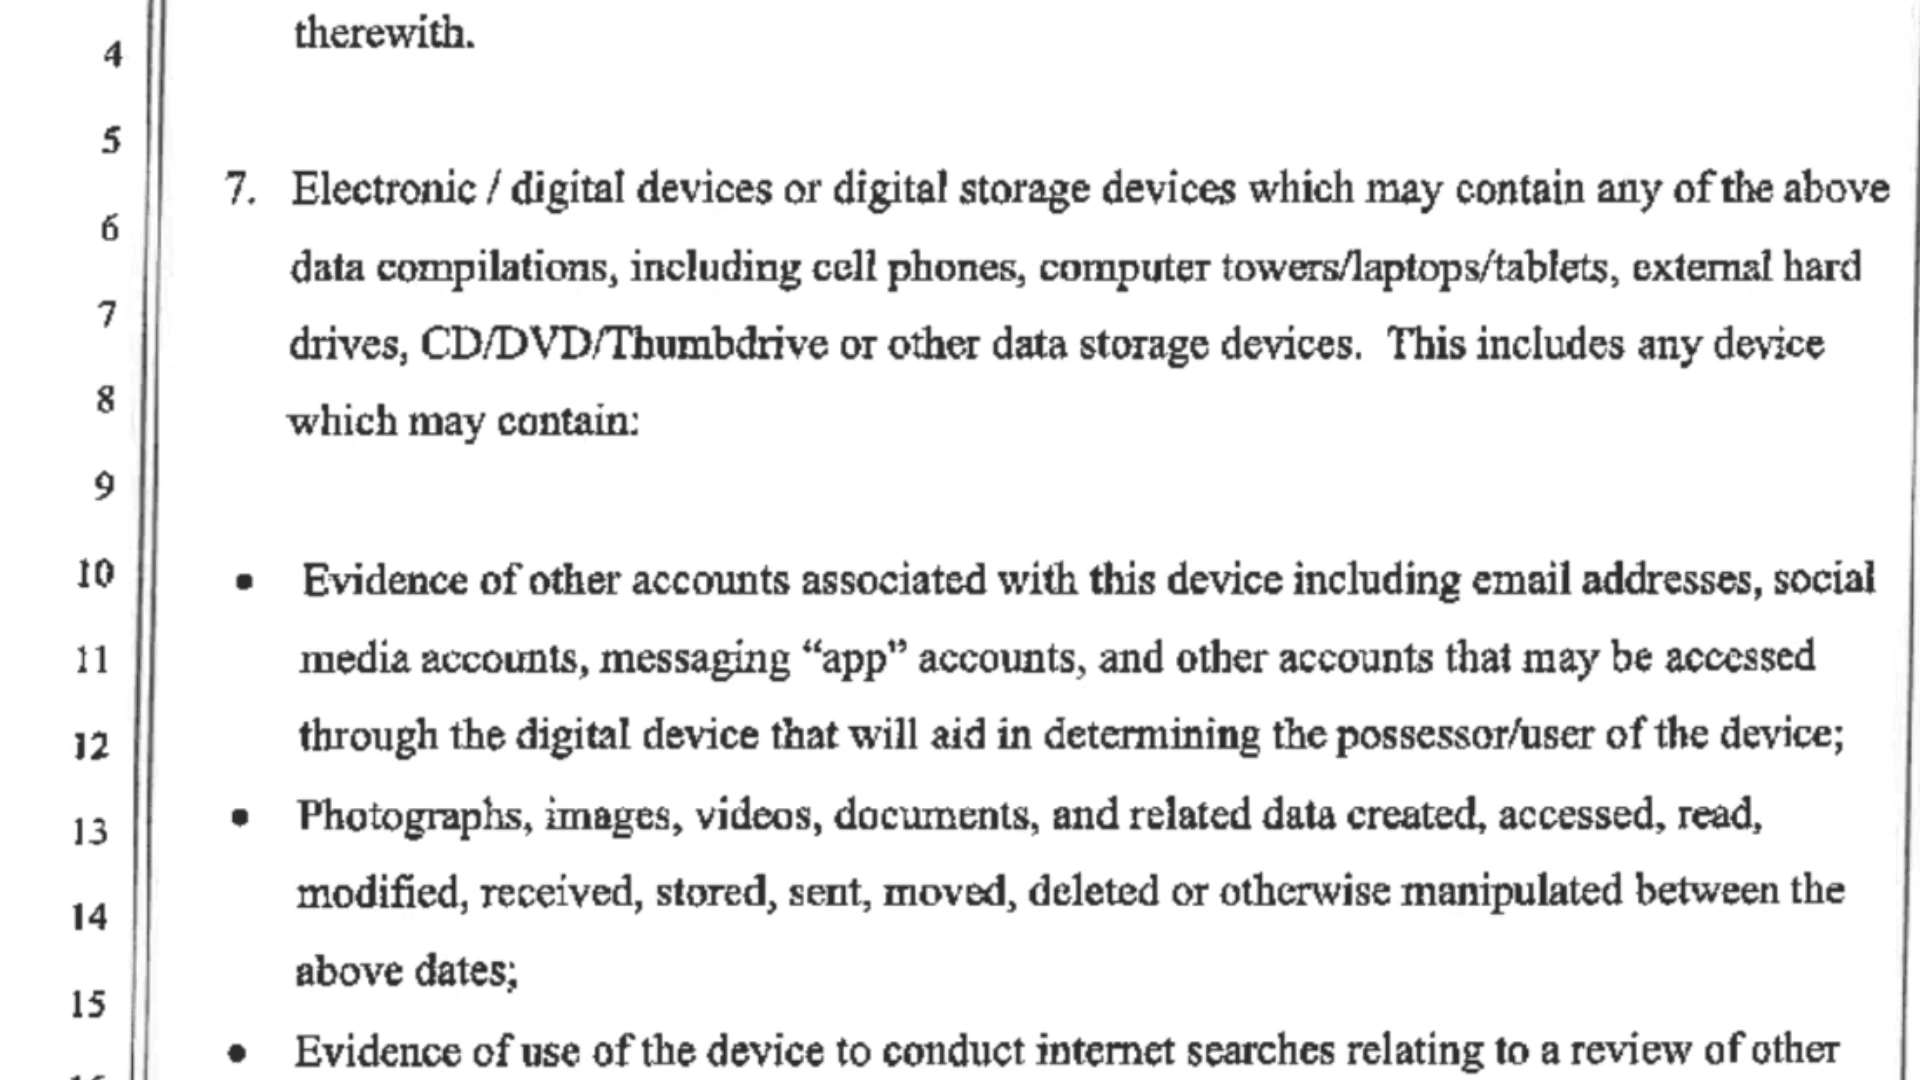 therewith.
4
5
7. Electronic / digital devices or digital storage devices which may contain any of the above
6
data compilations, including cell phones, computer towers/laptops/tablets, external hard
7
drives, CD/DVD/Thumbdrive or other data storage devices. This includes any device
8
which may contain:
9
10
• Evidence of other accounts associated with this device including email addresses, social
11
media accounts, messaging “app” accounts, and other accounts that may be accessed
12
through the digital device that will aid in determining the possessor/user of the device;
13
• Photographs, images, videos, documents, and related data created, accessed, read,
14
modified, received, stored, sent, moved, deleted or otherwise manipulated between the
above dates;
15
• Evidence of use of the device to conduct internet searches relating to a review of other